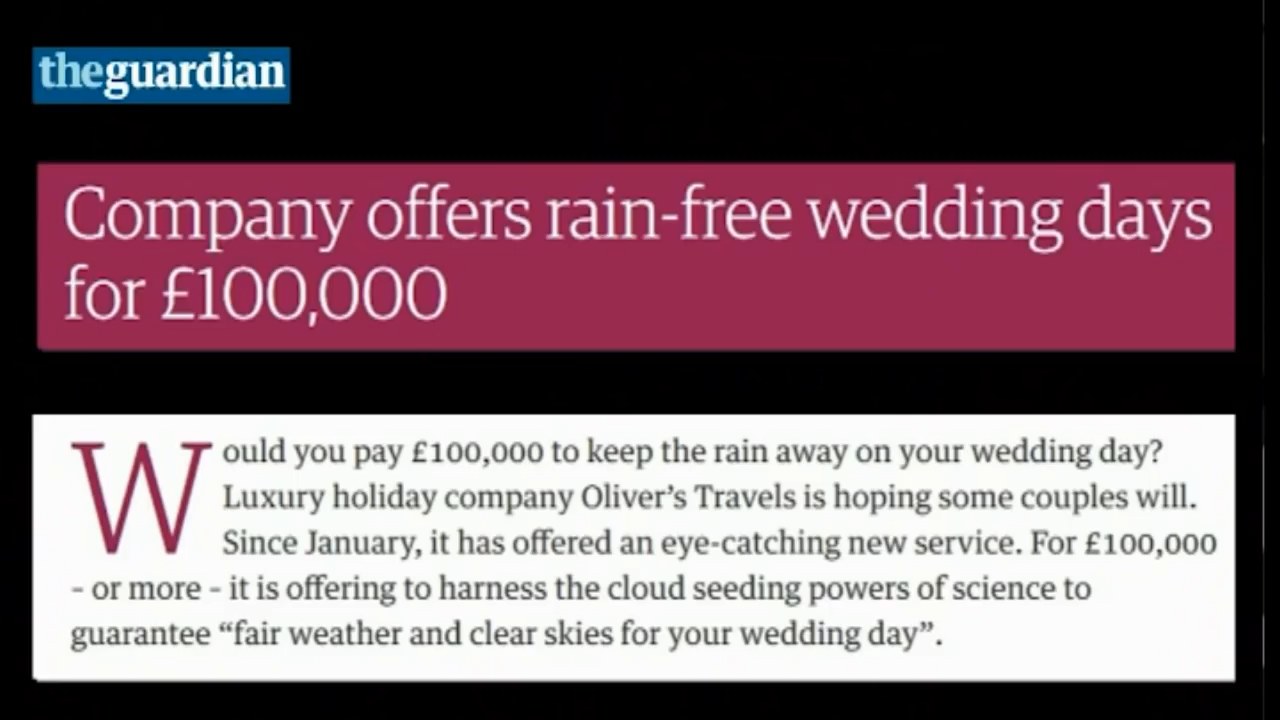 theguardian
Company offers rain-free wedding days
for £100,000
Would you pay £100,000 to keep the rain away on your wedding day?
Luxury holiday company Oliver’s Travels is hoping some couples will.
Since January, it has offered an eye-catching new service. For £100,000
– or more – it is offering to harness the cloud seeding powers of science to
guarantee “fair weather and clear skies for your wedding day”.